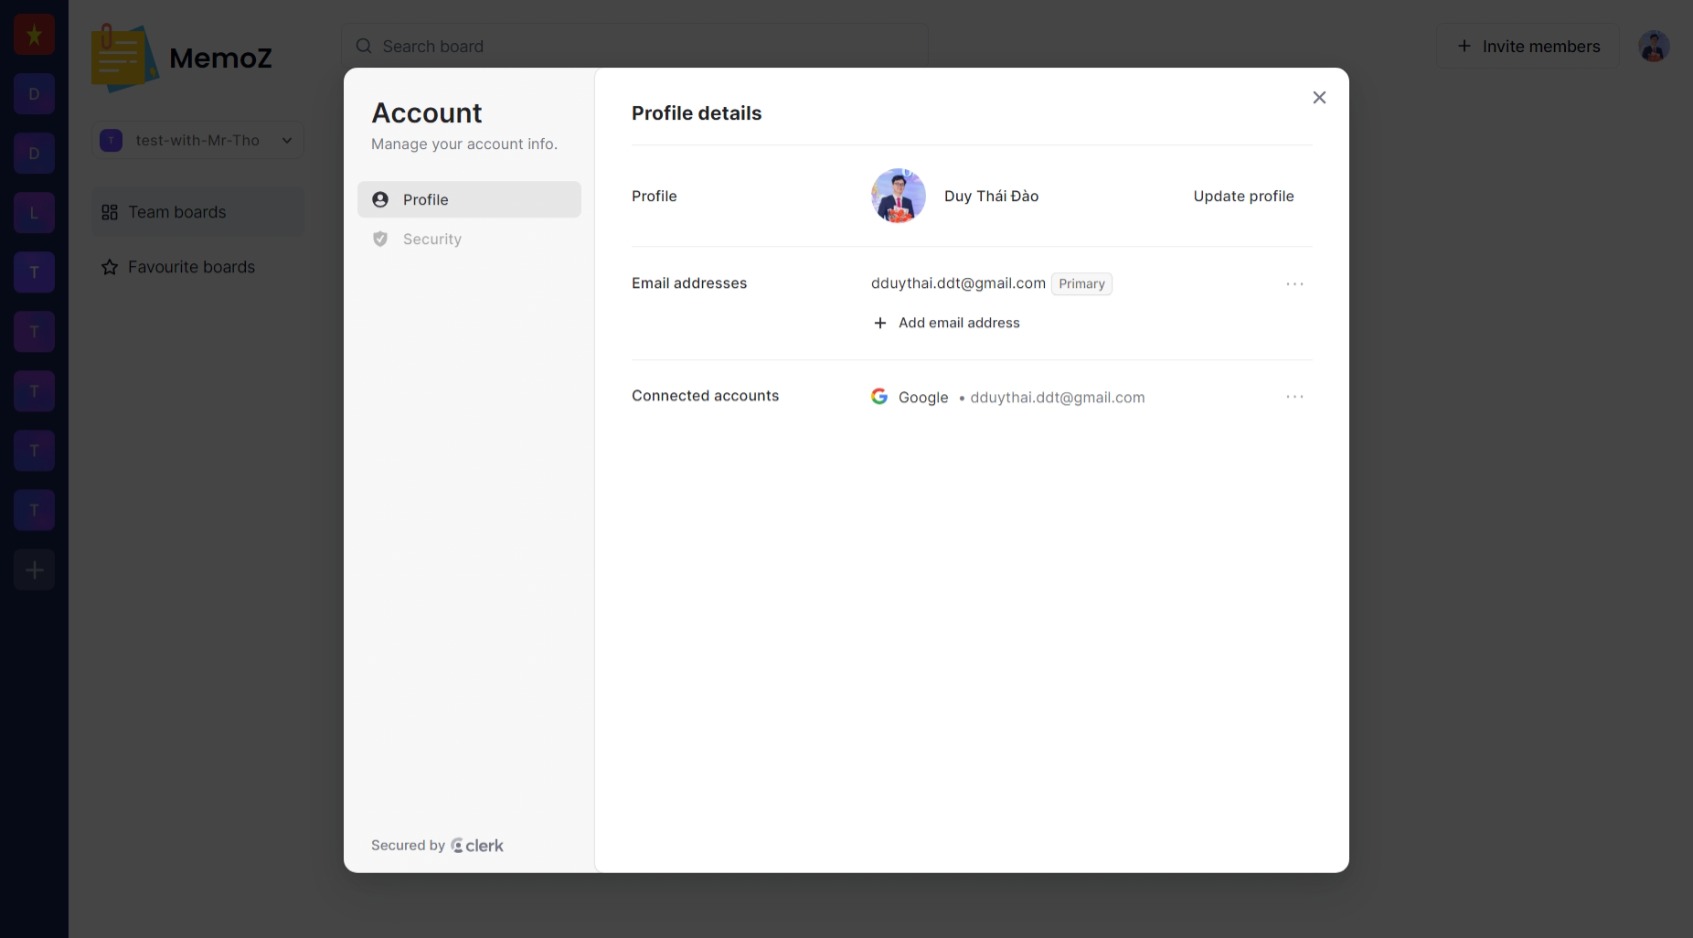 D
D
L
T
T
T
T
T
MemoZ
T test-with-Mr-Tho
Team boards
Favourite boards
Search board
Invite members
Account
Manage your account info.
Profile
Security
Secured by clerk
Profile details
Profile Duy Thái Đào Update profile
Email addresses dduythai.ddt@gmail.com Primary ...
+ Add email address
Connected accounts Google • dduythai.ddt@gmail.com ...